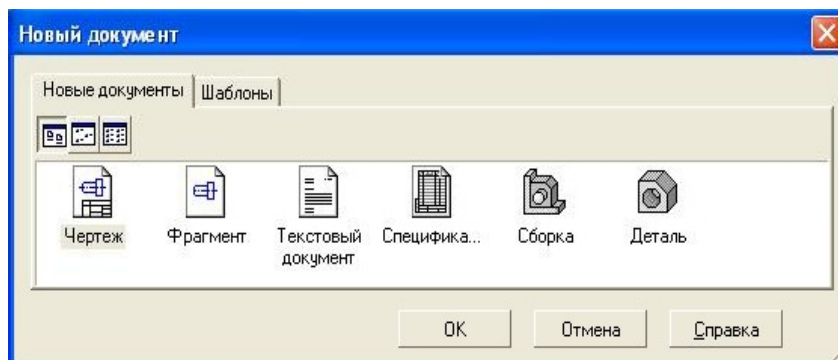 Новый документ
Новые документы Шаблоны
Чертеж Фрагмент Текстовый документ Специфика... Сборка Деталь
OK Отмена Справка